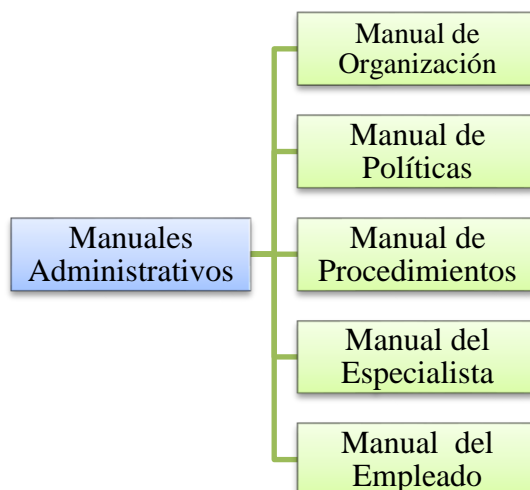 Manual de
Organización
Manual de
Políticas
Manuales
Administrativos
Manual de
Procedimientos
Manual del
Especialista
Manual del
Empleado